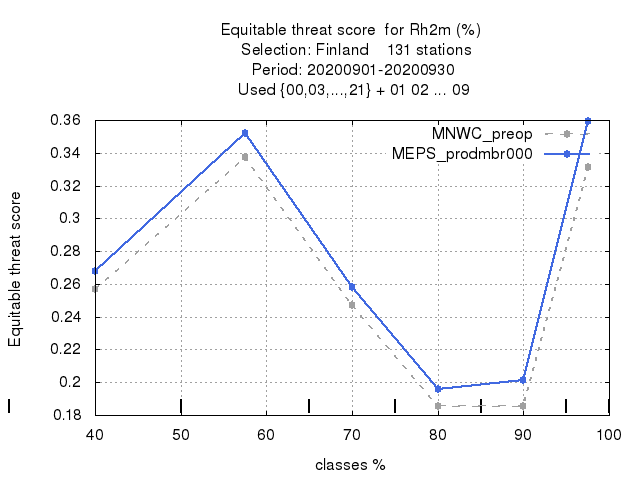 Equitable threat score  for Rh2m (%)
Selection: Finland    131 stations
Period: 20200901-20200930
Used {00,03,...,21} + 01 02 ... 09
MNWC_preop
MEPS_prodmbr000
Equitable threat score
0.36
0.34
0.32
0.3
0.28
0.26
0.24
0.22
0.2
0.18
40
50
60
70
80
90
100
classes %